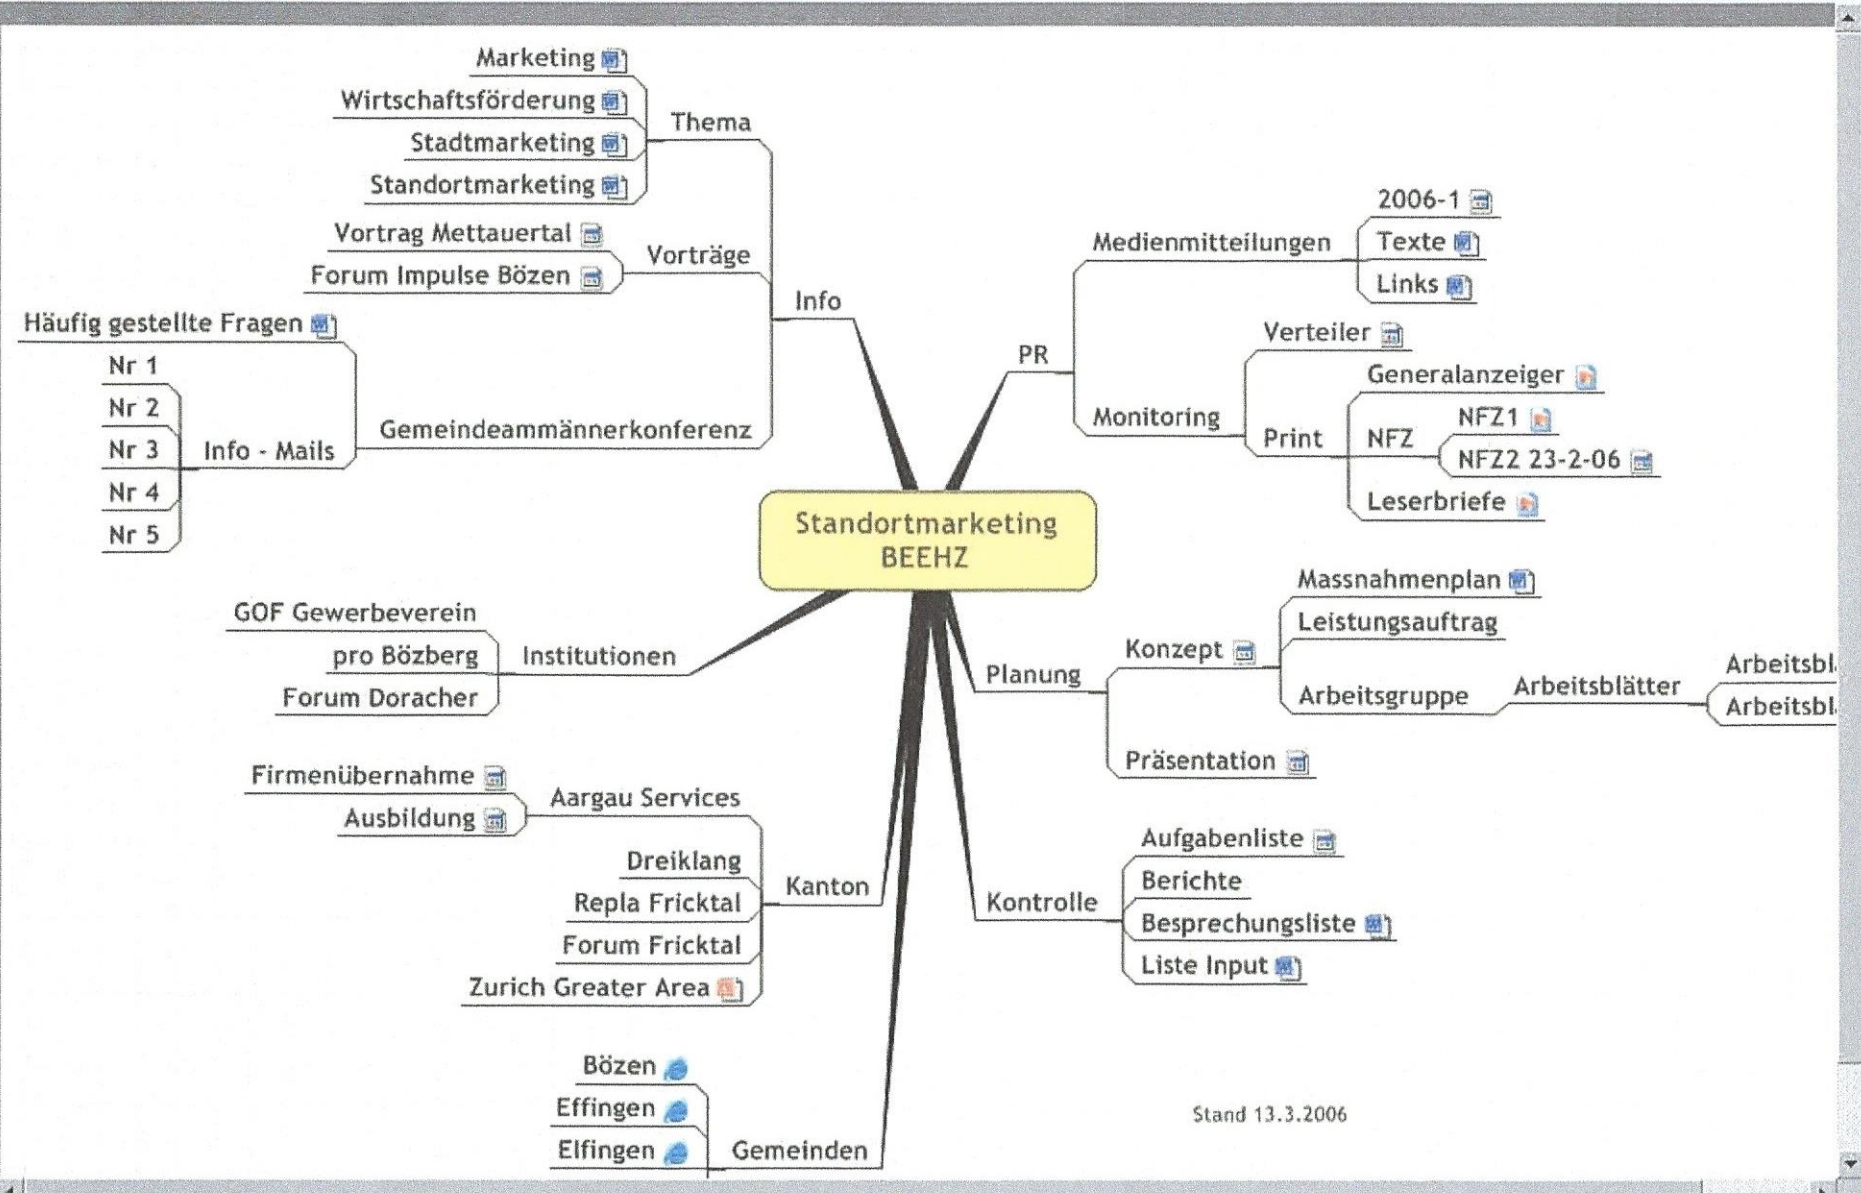 Marketing
Wirtschaftsförderung
Stadtmarketing
Standortmarketing
Thema
Vortrag Mettauertal
Forum Impulse Bözen
Vorträge
Häufig gestellte Fragen
Nr 1
Nr 2
Nr 3
Nr 4
Nr 5
Info - Mails
Gemeindeammännerkonferenz
Info
PR
Medienmitteilungen
2006-1
Texte
Links
Monitoring
Verteiler
Print
Generalanzeiger
NFZ
NFZ1
NFZ2 23-2-06
Leserbriefe
Standortmarketing
BEEHZ
GOF Gewerbeverein
pro Bözberg
Forum Doracher
Institutionen
Planung
Konzept
Massnahmenplan
Leistungsauftrag
Arbeitsgruppe
Arbeitsblätter
Arbeitsbl
Arbeitsbl
Präsentation
Firmenübernahme
Ausbildung
Aargau Services
Dreiklang
Repla Fricktal
Forum Fricktal
Zurich Greater Area
Kanton
Kontrolle
Aufgabenliste
Berichte
Besprechungsliste
Liste Input
Bözen
Effingen
Elfingen
Gemeinden
Stand 13.3.2006